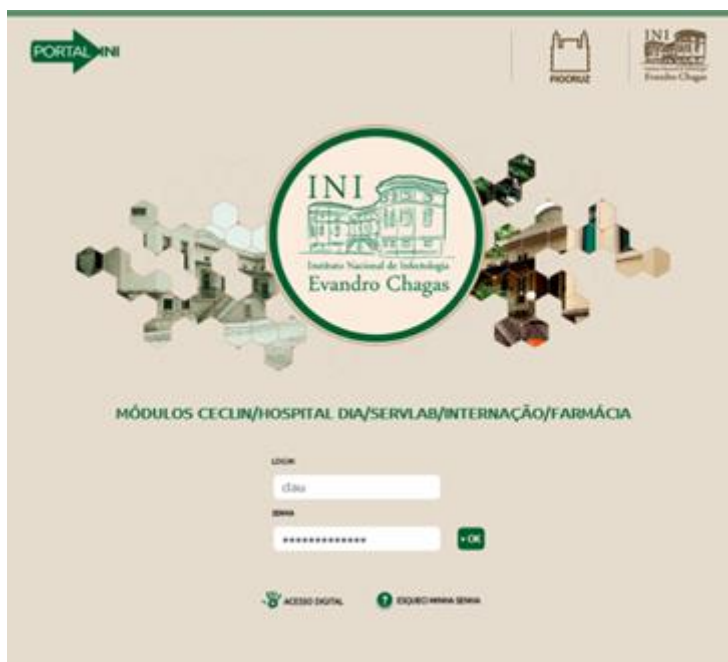 PORTAL INI
FIOCRUZ
INI
Evandro Chagas
INI
Instituto Nacional de Infectologia
Evandro Chagas
MÓDULOS CECLIN/HOSPITAL DIA/SERVLAB/INTERNAÇÃO/FARMÁCIA
LOGIN
clau
SENHA
*************
OK
ACESSO DIGITAL
? ESQUECI MINHA SENHA